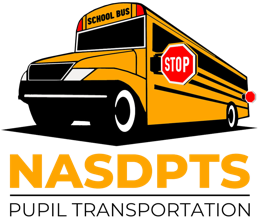 SCHOOL BUS
STOP
NASDPTS
PUPIL TRANSPORTATION